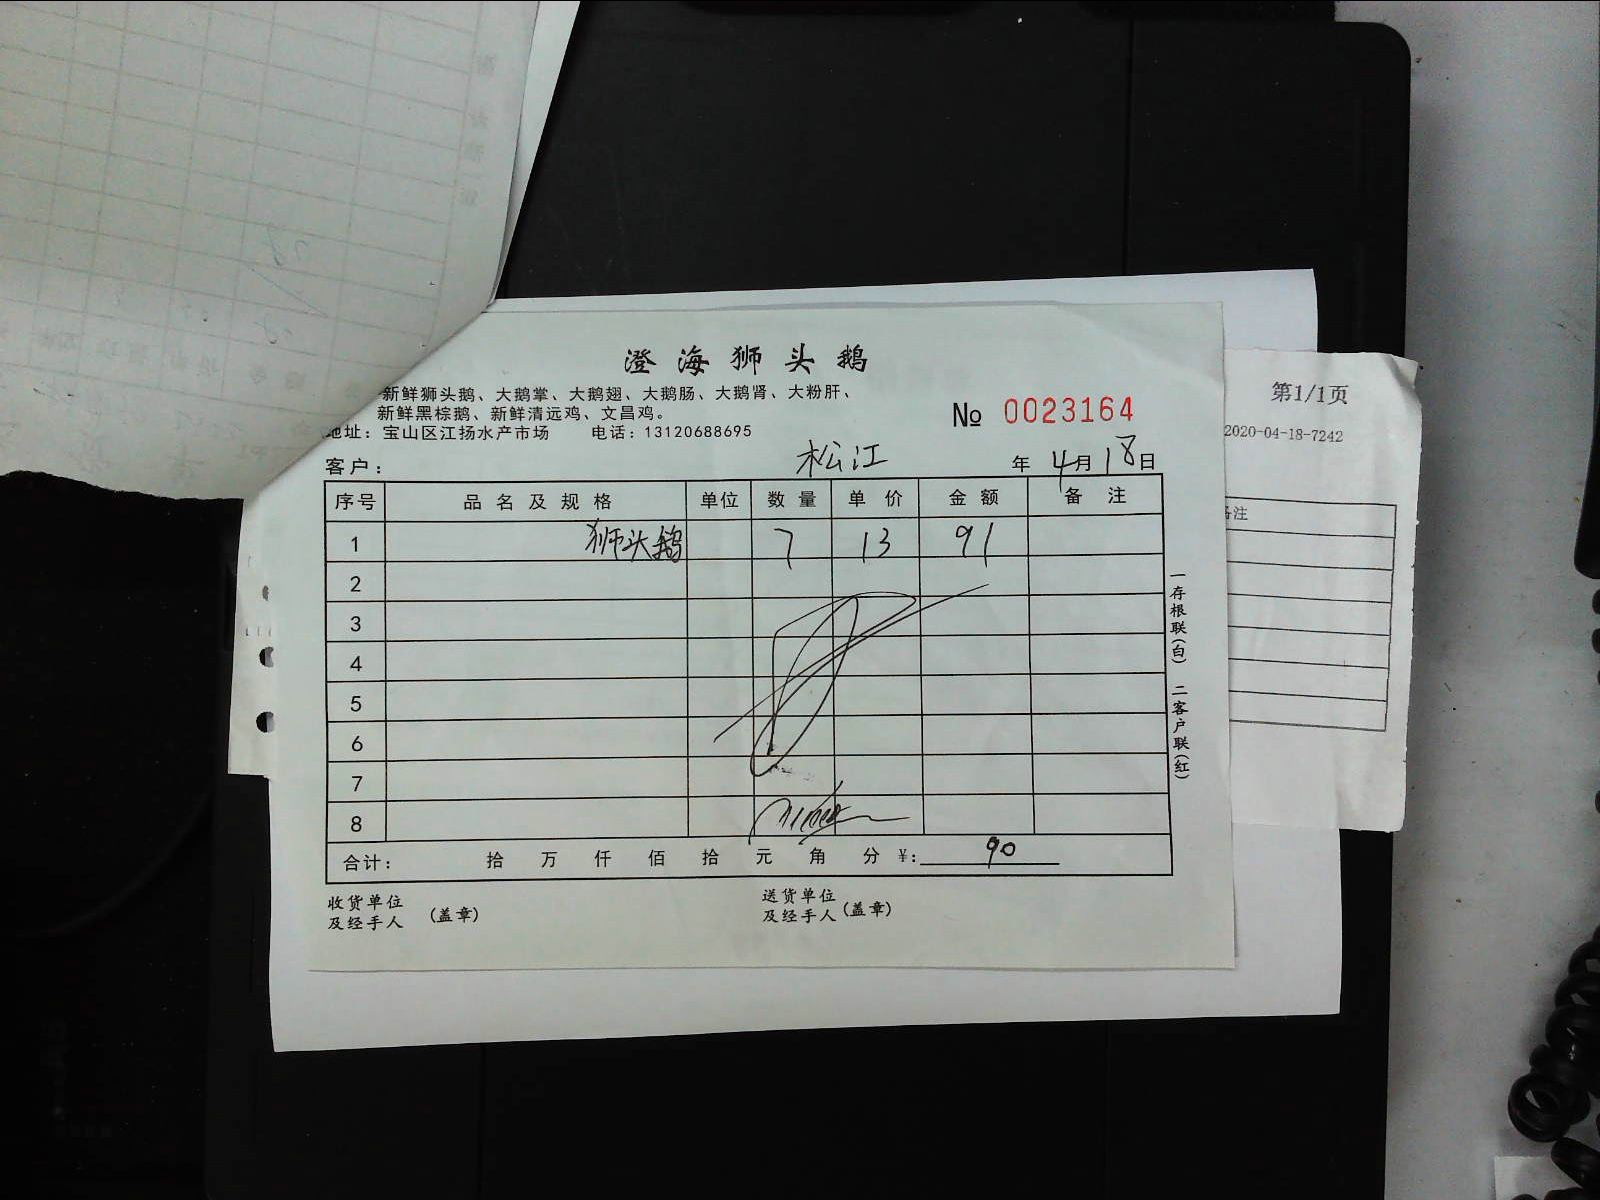 澄海狮头鹅
新鲜狮头鹅、大鹅掌、大鹅翅、大鹅肠、大鹅肾、大粉肝、
新鲜黑棕鹅、新鲜清远鸡、文昌鸡。
地址：宝山区江扬水产市场 电话：13120688695
№ 0023164
客户： 松江 年 4月 18日
序号 品名及规格 单位 数量 单价 金额 备注
1 狮头鹅 7 13 91
2
3
4
5
6
7
8
合计： 拾 万 仟 佰 拾 元 角 分 ¥: 90
收货单位
及经手人 (盖章)
送货单位
及经手人 (盖章)
一存根联(白) 二客户联(红)
第1/1页
2020-04-18-7242
备注